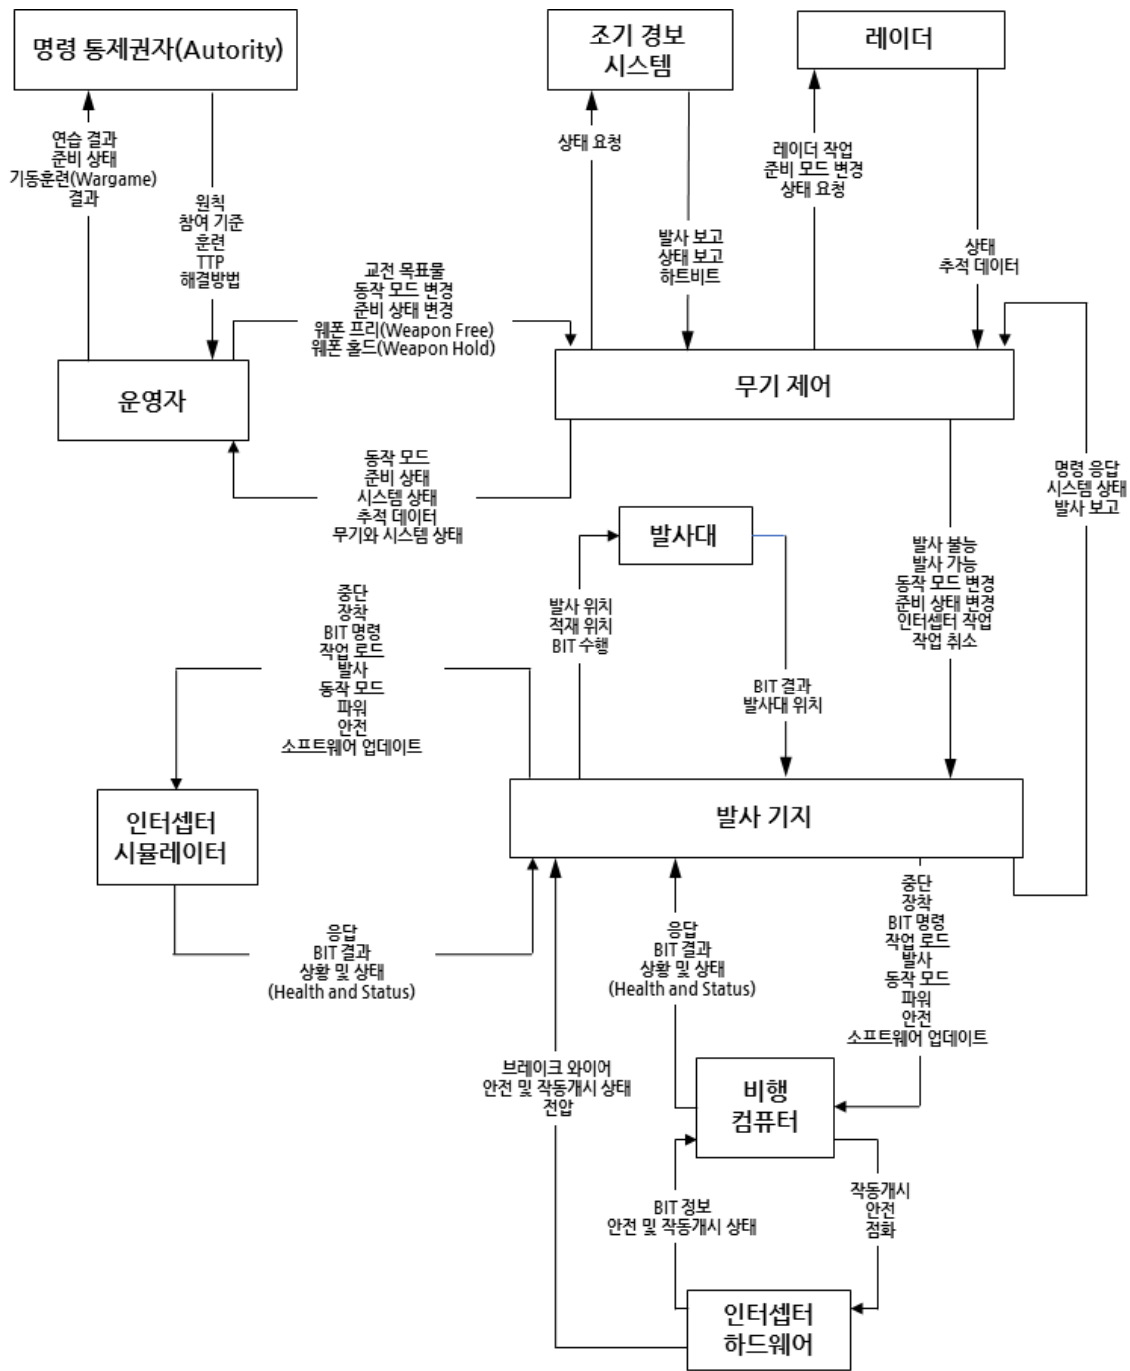 명령 통제권자(Autority)
조기 경보
시스템
레이더
연습 결과
준비 상태
기동훈련(Wargame)
결과
원칙
참여 기준
훈련
TTP
해결방법
상태 요청
발사 보고
상태 보고
하트비트
레이더 작업
준비 모드 변경
상태 요청
상태
추적 데이터
교전 목표물
동작 모드 변경
준비 상태 변경
웨폰 프리(Weapon Free)
웨폰 홀드(Weapon Hold)
운영자
무기 제어
동작 모드
준비 상태
시스템 상태
추적 데이터
무기와 시스템 상태
명령 응답
시스템 상태
발사 보고
발사대
발사 불능
발사 가능
동작 모드 변경
준비 상태 변경
인터셉터 작업
작업 취소
발사 위치
적재 위치
BIT 수행
BIT 결과
발사대 위치
중단
장착
BIT 명령
작업 로드
발사
동작 모드
파워
안전
소프트웨어 업데이트
인터셉터
시뮬레이터
발사 기지
응답
BIT 결과
상황 및 상태
(Health and Status)
응답
BIT 결과
상황 및 상태
(Health and Status)
중단
장착
BIT 명령
작업 로드
발사
동작 모드
파워
안전
소프트웨어 업데이트
브레이크 와이어
안전 및 작동개시 상태
전압
비행
컴퓨터
BIT 정보
안전 및 작동개시 상태
작동개시
안전
점화
인터셉터
하드웨어